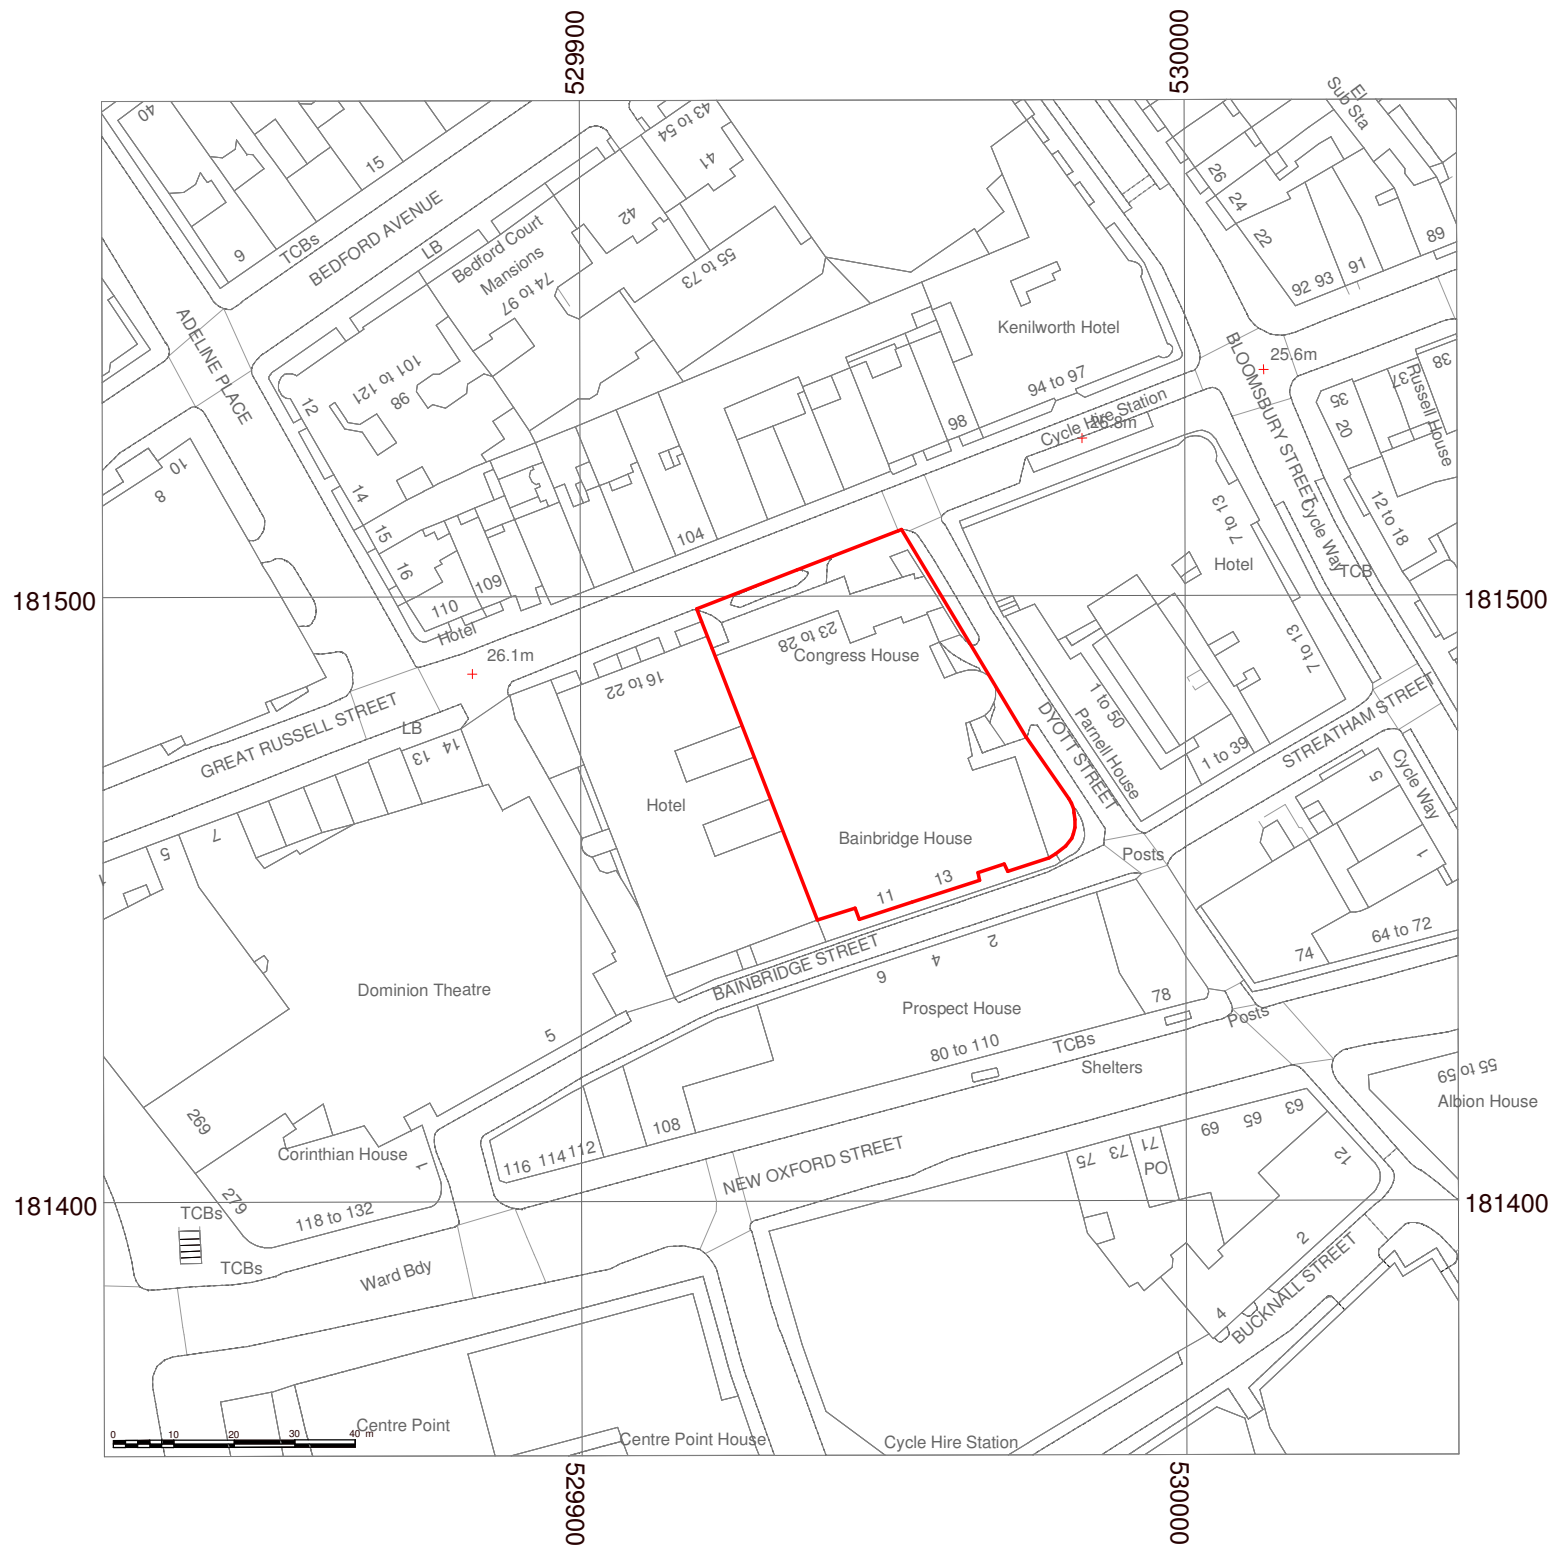 529900
530000
40
15
9
TCBs
BEDFORD AVENUE
LB
Bedford Court
Mansions
74 to 97
43 to 54
41
42
55 to 73
El
Sub Sta
26
24
22
92 93
91
89
Kenilworth Hotel
ADELINE PLACE
101 to 121
98
12
94 to 97
98
Cycle Hire Station
26.8m
BLOOMSBURY STREET
25.6m
38
37
Russell House
35
20
10
8
14
15
16
104
109
110
Hotel
7 to 13
Hotel
Cycle Way
TCB
12 to 18
181500
181500
26.1m
23 to 28
Congress House
16 to 22
7 to 13
GREAT RUSSELL STREET
LB
14
13
DYOTT STREET
1 to 50
Parnell House
1 to 39
STREATHAM STREET
Cycle Way
5
Hotel
7
5
1
Bainbridge House
Posts
1
13
11
BAINBRIDGE STREET
2
4
6
64 to 72
74
Dominion Theatre
Prospect House
78
Posts
5
80 to 110
TCBs
Shelters
55 to 59
Albion House
269
108
63
65
69
71
73
75
PO
12
Corinthian House
1
116
114
112
NEW OXFORD STREET
279
181400
181400
TCBs
118 to 132
TCBs
Ward Bdy
2
4
BUCKNALL STREET
Centre Point
Centre Point House
Cycle Hire Station
0 10 20 30 40 m
529900
530000